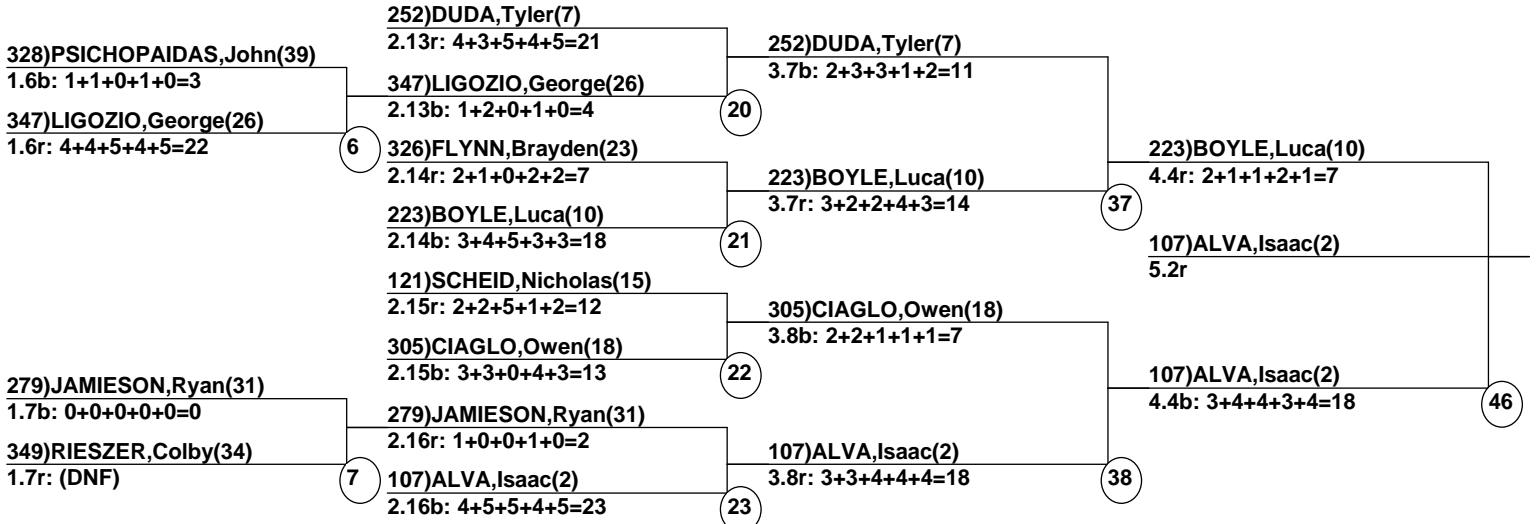 328)PSICHOPAIDAS,John(39)
1.6b: 1+1+0+1+0=3
347)LIGOZIO,George(26)
1.6r: 4+4+5+4+5=22
6
279)JAMIESON,Ryan(31)
1.7b: 0+0+0+0+0=0
349)RIESZER,Colby(34)
1.7r: (DNF)
7
252)DUDA,Tyler(7)
2.13r: 4+3+5+4+5=21
347)LIGOZIO,George(26)
2.13b: 1+2+0+1+0=4
20
326)FLYNN,Brayden(23)
2.14r: 2+1+0+2+2=7
223)BOYLE,Luca(10)
2.14b: 3+4+5+3+3=18
21
121)SCHEID,Nicholas(15)
2.15r: 2+2+5+1+2=12
305)CIAGLO,Owen(18)
2.15b: 3+3+0+4+3=13
22
279)JAMIESON,Ryan(31)
2.16r: 1+0+0+1+0=2
107)ALVA,Isaac(2)
2.16b: 4+5+5+4+5=23
23
252)DUDA,Tyler(7)
3.7b: 2+3+3+1+2=11
223)BOYLE,Luca(10)
3.7r: 3+2+2+4+3=14
37
305)CIAGLO,Owen(18)
3.8b: 2+2+1+1+1=7
107)ALVA,Isaac(2)
3.8r: 3+3+4+4+4=18
38
223)BOYLE,Luca(10)
4.4r: 2+1+1+2+1=7
107)ALVA,Isaac(2)
5.2r
107)ALVA,Isaac(2)
4.4b: 3+4+4+3+4=18
46